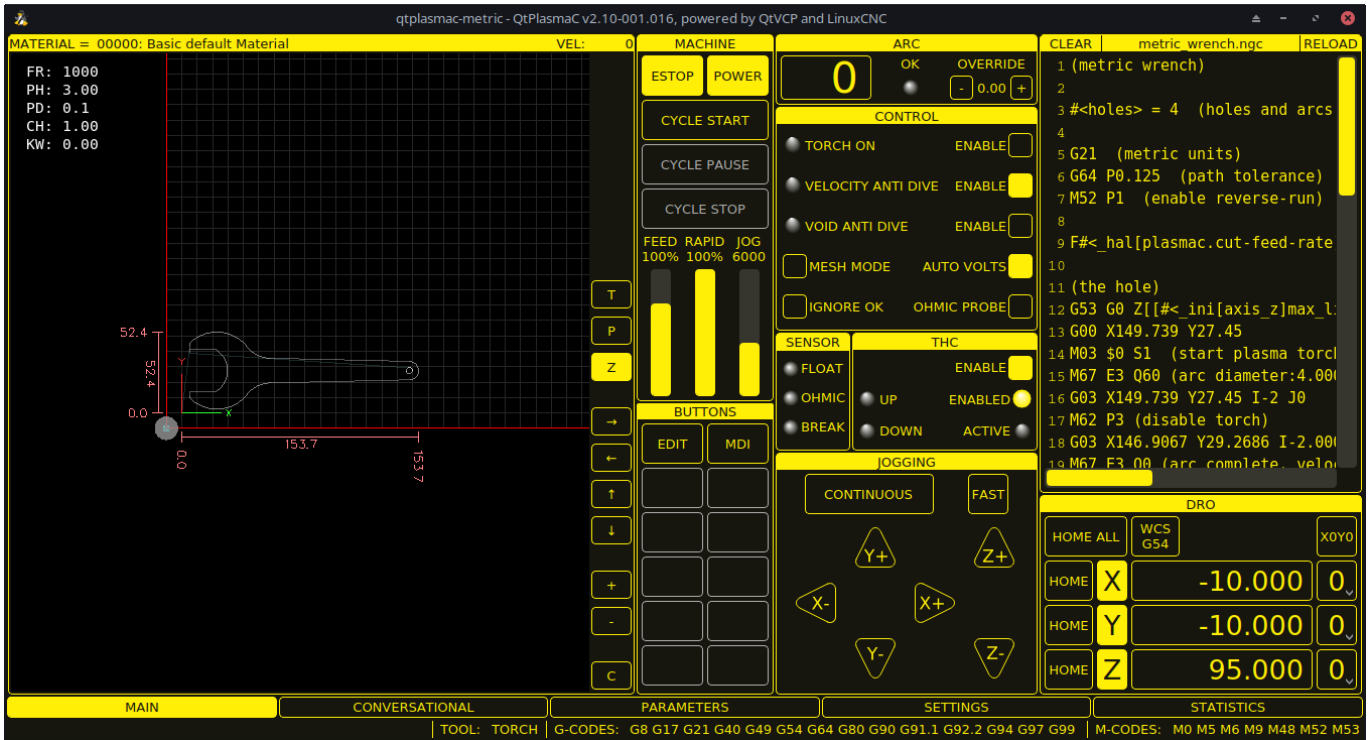 qtplasmac-metric - QtPlasmaC v2.10-001.016, powered by QtVCP and LinuxCNC
MATERIAL = 00000: Basic default Material VEL: 0
FR: 1000
PH: 3.00
PD: 0.1
CH: 1.00
KW: 0.00
52.4
52.4
0.0
Y
X
153.7
0.0
153.7
T
P
Z
→
←
↑
↓
+
-
C
MACHINE
ESTOP POWER
CYCLE START
CYCLE PAUSE
CYCLE STOP
FEED RAPID JOG
100% 100% 6000
BUTTONS
EDIT MDI
ARC
0 OK OVERRIDE
- 0.00 +
CONTROL
TORCH ON ENABLE
VELOCITY ANTI DIVE ENABLE
VOID ANTI DIVE ENABLE
MESH MODE AUTO VOLTS
IGNORE OK OHMIC PROBE
SENSOR
FLOAT
OHMIC
BREAK
THC
ENABLE
UP ENABLED
DOWN ACTIVE
JOGGING
CONTINUOUS FAST
Y+ Z+
X- X+
Y- Z-
CLEAR metric_wrench.ngc RELOAD
1 (metric wrench)
2
3 #<holes> = 4 (holes and arcs
4
5 G21 (metric units)
6 G64 P0.125 (path tolerance)
7 M52 P1 (enable reverse-run)
8
9 F#<_hal[plasmac.cut-feed-rate
10
11 (the hole)
12 G53 G0 Z[[#<_ini[axis_z]max_li
13 G00 X149.739 Y27.45
14 M03 $0 S1 (start plasma torch
15 M67 E3 Q60 (arc diameter:4.000
16 G03 X149.739 Y27.45 I-2 J0
17 M62 P3 (disable torch)
18 G03 X146.9067 Y29.2686 I-2.000
19 M67 E3 Q0 (arc complete, velo
DRO
HOME ALL WCS G54 X0Y0
HOME X -10.000 0
HOME Y -10.000 0
HOME Z 95.000 0
MAIN CONVERSATIONAL PARAMETERS SETTINGS STATISTICS
TOOL: TORCH G-CODES: G8 G17 G21 G40 G49 G54 G64 G80 G90 G91.1 G92.2 G94 G97 G99 M-CODES: M0 M5 M6 M9 M48 M52 M53